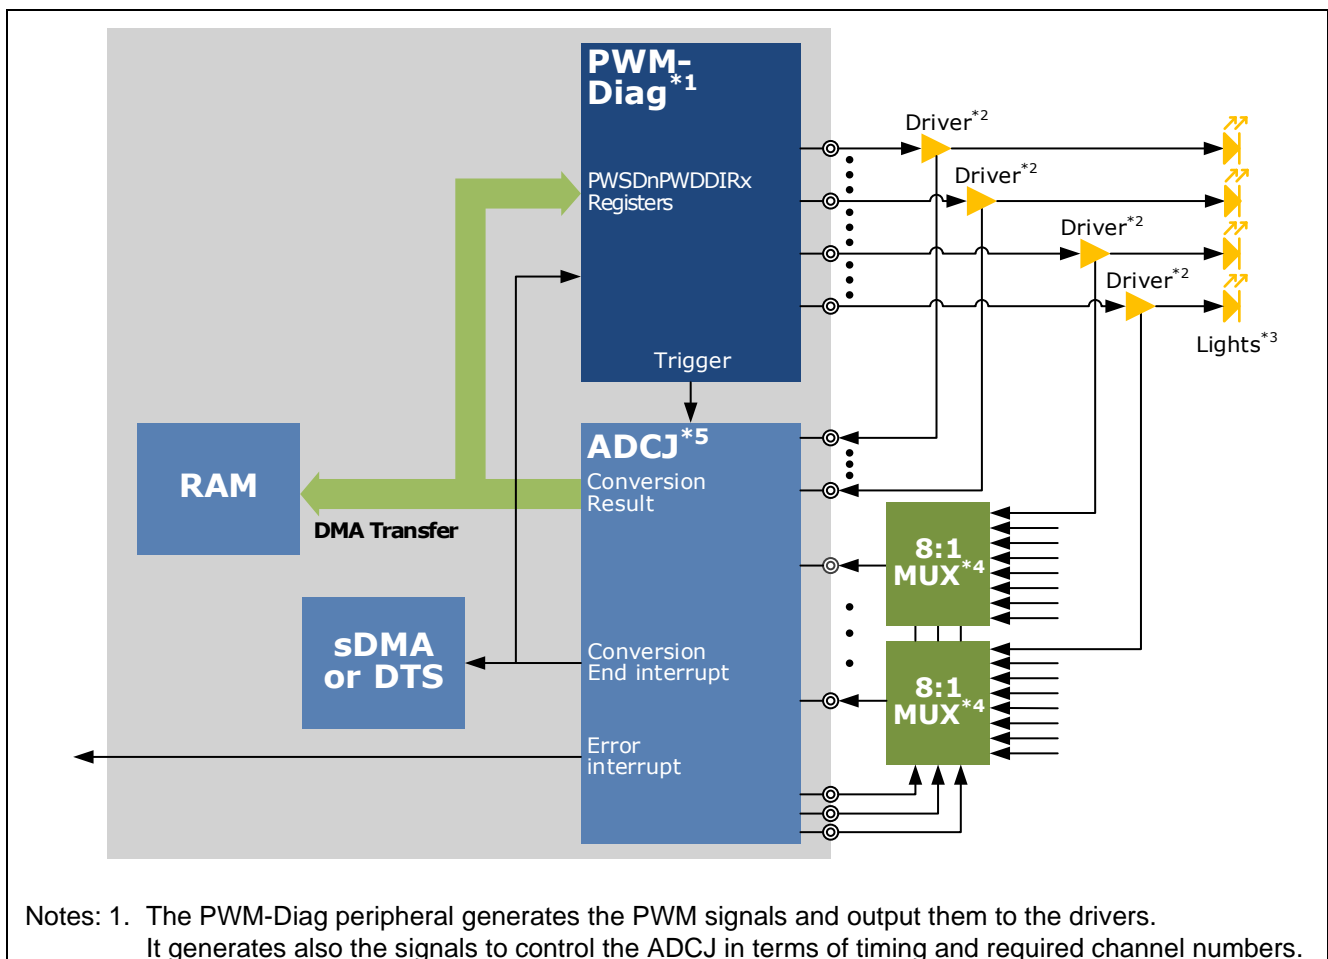 PWM-
Diag*1
PWSDnPWDDIRx
Registers
Trigger
Driver*2
Driver*2
Driver*2
Driver*2
Lights*3
RAM
DMA Transfer
ADCJ*5
Conversion
Result
8:1
MUX*4
sDMA
or DTS
Conversion
End interrupt
8:1
MUX*4
Error
interrupt
Notes: 1. The PWM-Diag peripheral generates the PWM signals and output them to the drivers.
It generates also the signals to control the ADCJ in terms of timing and required channel numbers.